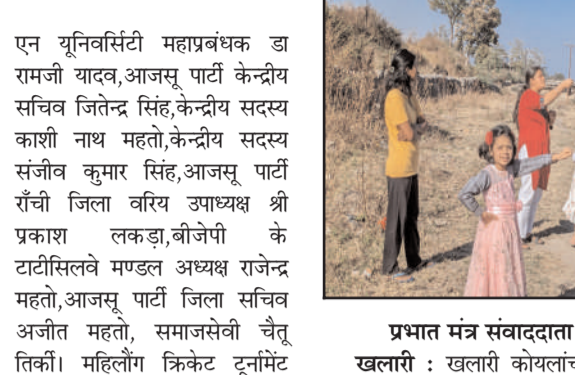 एन यूनिवर्सिटी महाप्रबंधक डा
रामजी यादव,आजसू पार्टी केन्द्रीय
सचिव जितेन्द्र सिंह,केन्द्रीय सदस्य
काशी नाथ महतो,केन्द्रीय सदस्य
संजीव कुमार सिंह,आजसू पार्टी
राँची जिला वरिय उपाध्यक्ष श्री
प्रकाश लकड़ा,बीजेपी के
टाटीसिलवे मण्डल अध्यक्ष राजेन्द्र
महतो,आजसू पार्टी जिला सचिव
अजीत महतो, समाजसेवी चैतू
तिर्की। महिलौंग क्रिकेट टूर्नामेंट
प्रभात मंत्र संवाददाता
खलारी : खलारी